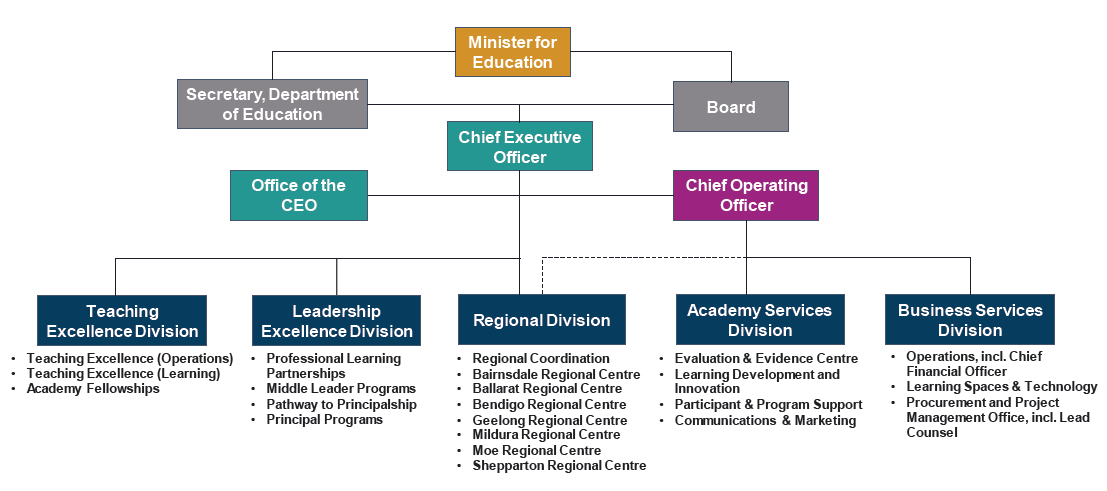 Minister for
Education
Secretary, Department
of Education
Board
Chief Executive
Officer
Office of the
CEO
Chief Operating
Officer
Teaching
Excellence Division
• Teaching Excellence (Operations)
• Teaching Excellence (Learning)
• Academy Fellowships
Leadership
Excellence Division
• Professional Learning
Partnerships
• Middle Leader Programs
• Pathway to Principalship
• Principal Programs
Regional Division
• Regional Coordination
• Bairnsdale Regional Centre
• Ballarat Regional Centre
• Bendigo Regional Centre
• Geelong Regional Centre
• Mildura Regional Centre
• Moe Regional Centre
• Shepparton Regional Centre
Academy Services
Division
• Evaluation & Evidence Centre
• Learning Development and
Innovation
• Participant & Program Support
• Communications & Marketing
Business Services
Division
• Operations, incl. Chief
Financial Officer
• Learning Spaces & Technology
• Procurement and Project
Management Office, incl. Lead
Counsel